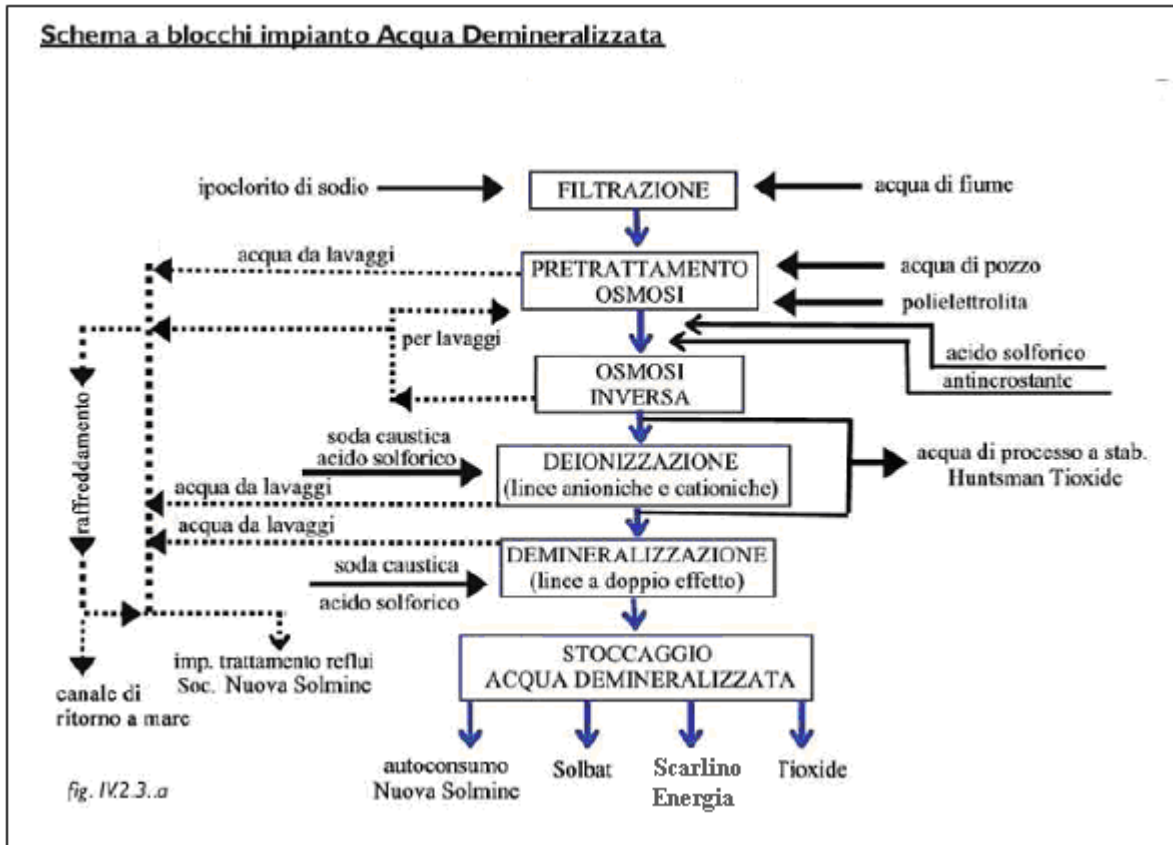 Schema a blocchi impianto Acqua Demineralizzata
ipoclorito di sodio
FILTRAZIONE
acqua di fiume
acqua da lavaggi
PRETRATTAMENTO
OSMOSI
acqua di pozzo
polielettrolita
per lavaggi
acido solforico
antincrostante
OSMOSI
INVERSA
raffreddamento
soda caustica
acido solforico
DEIONIZZAZIONE
(linee anioniche e cationiche)
acqua di processo a stab.
Huntsman Tioxide
acqua da lavaggi
acqua da lavaggi
DEMINERALIZZAZIONE
(linee a doppio effetto)
soda caustica
acido solforico
STOCCAGGIO
ACQUA DEMINERALIZZATA
imp. trattamento reflui
Soc. Nuova Solmine
canale di
ritorno a mare
autoconsumo
Nuova Solmine
Solbat
Scarlino
Energia
Tioxide
fig. IV.2.3..a